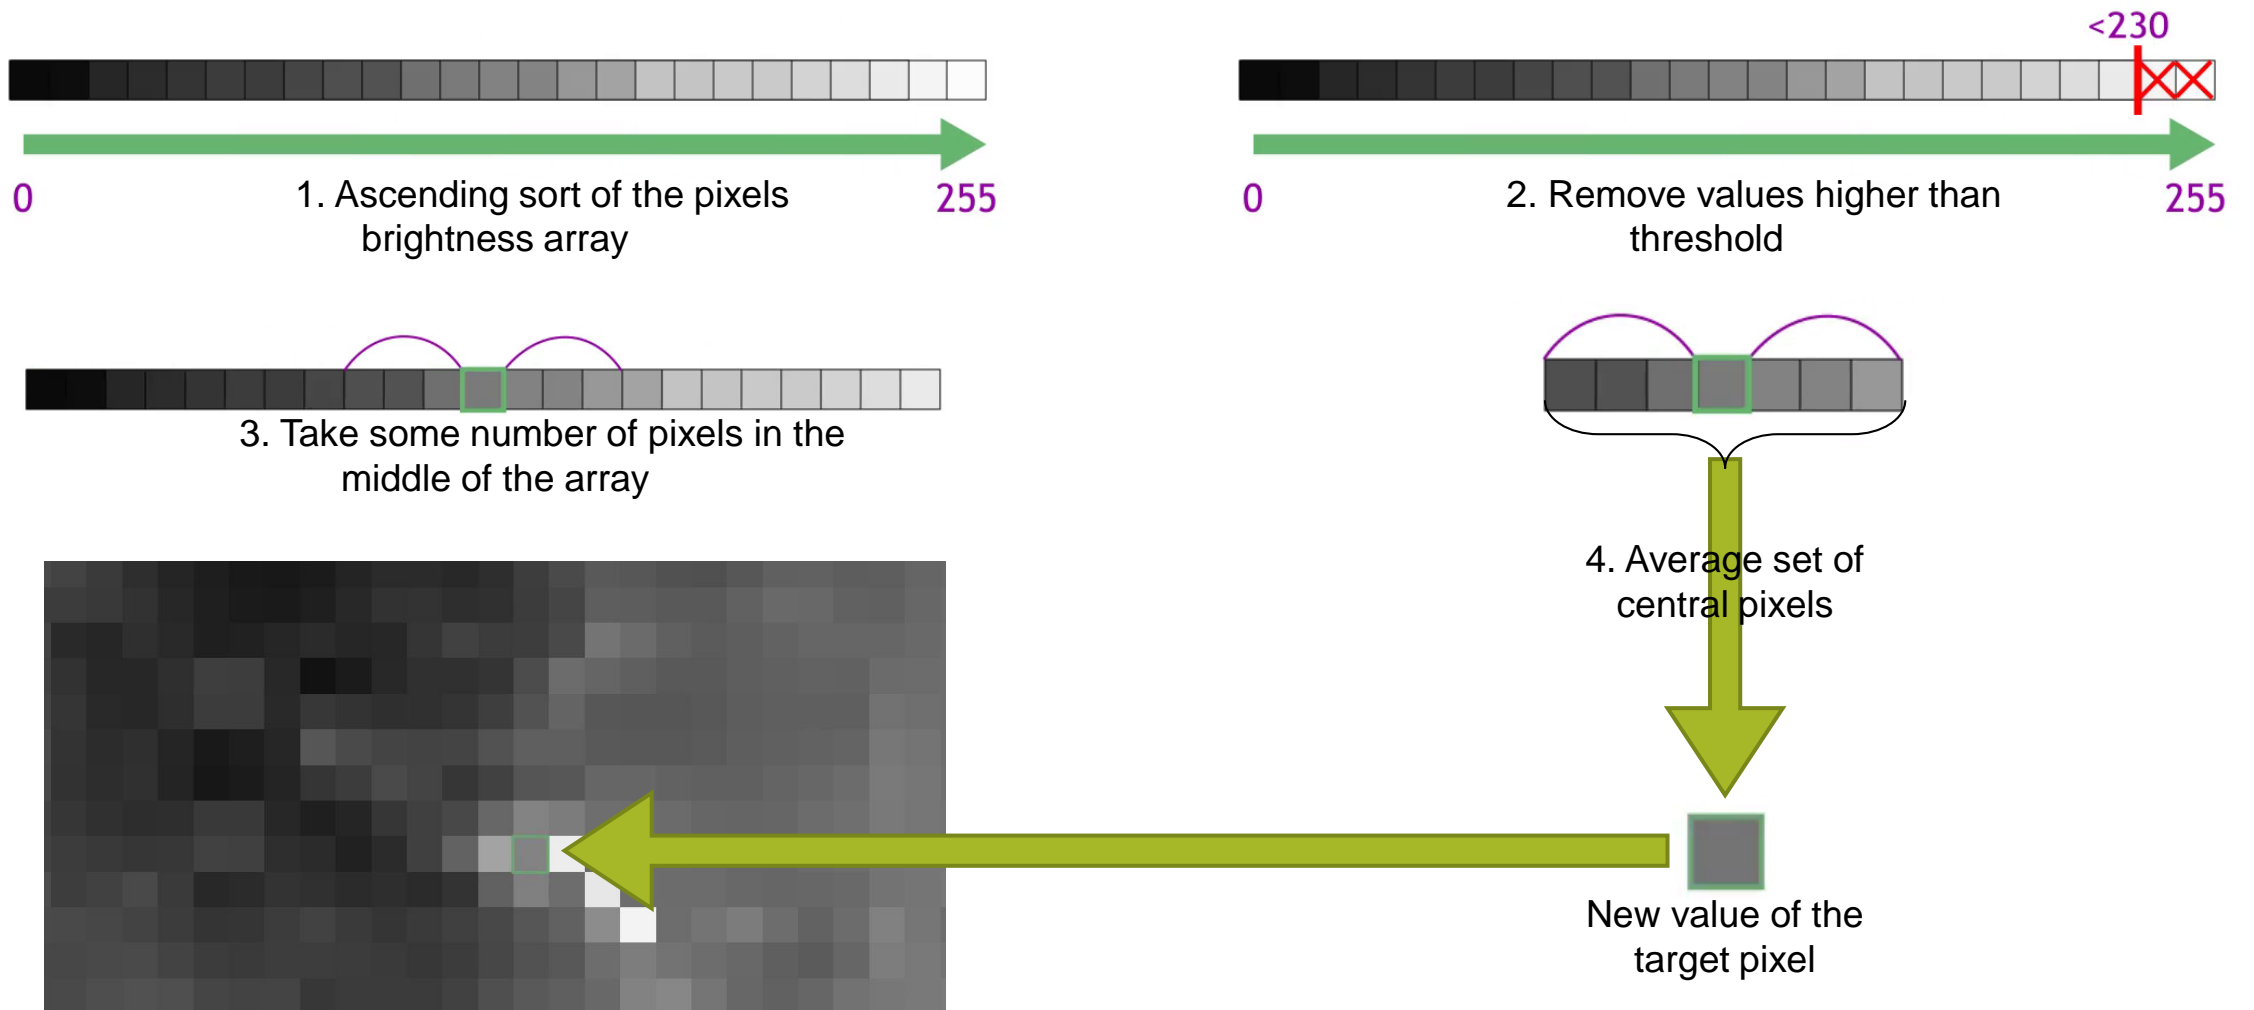 <230
0
255
1. Ascending sort of the pixels
brightness array
0
255
2. Remove values higher than
threshold
3. Take some number of pixels in the
middle of the array
4. Average set of
central pixels
New value of the
target pixel